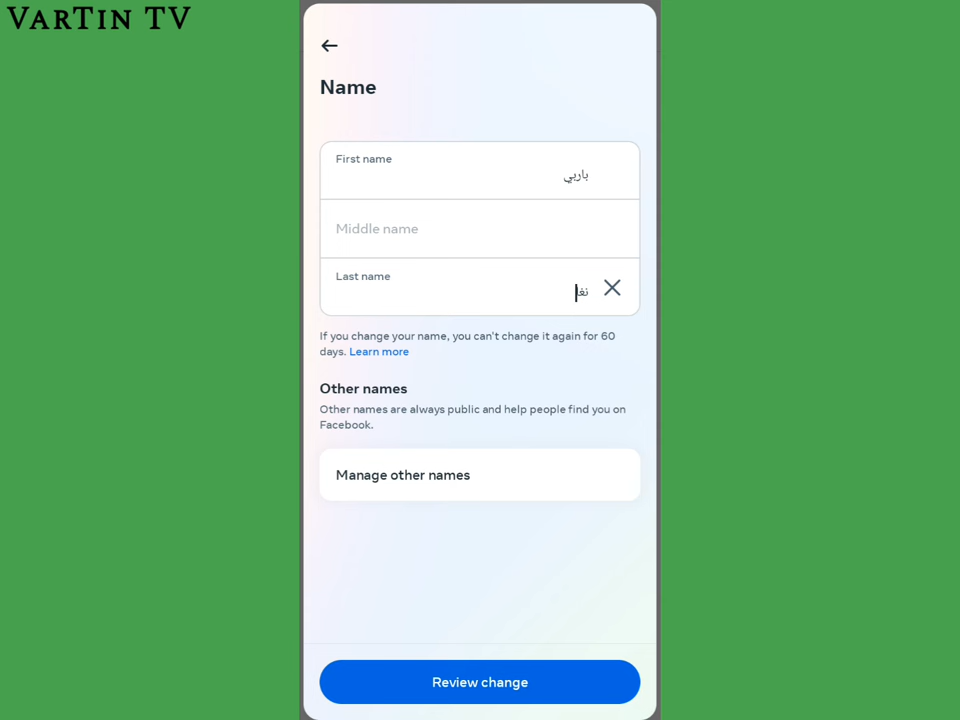 VARTIN TV
Name
First name
باربي
Middle name
Last name
نغا
If you change your name, you can't change it again for 60
days. Learn more
Other names
Other names are always public and help people find you on
Facebook.
Manage other names
Review change